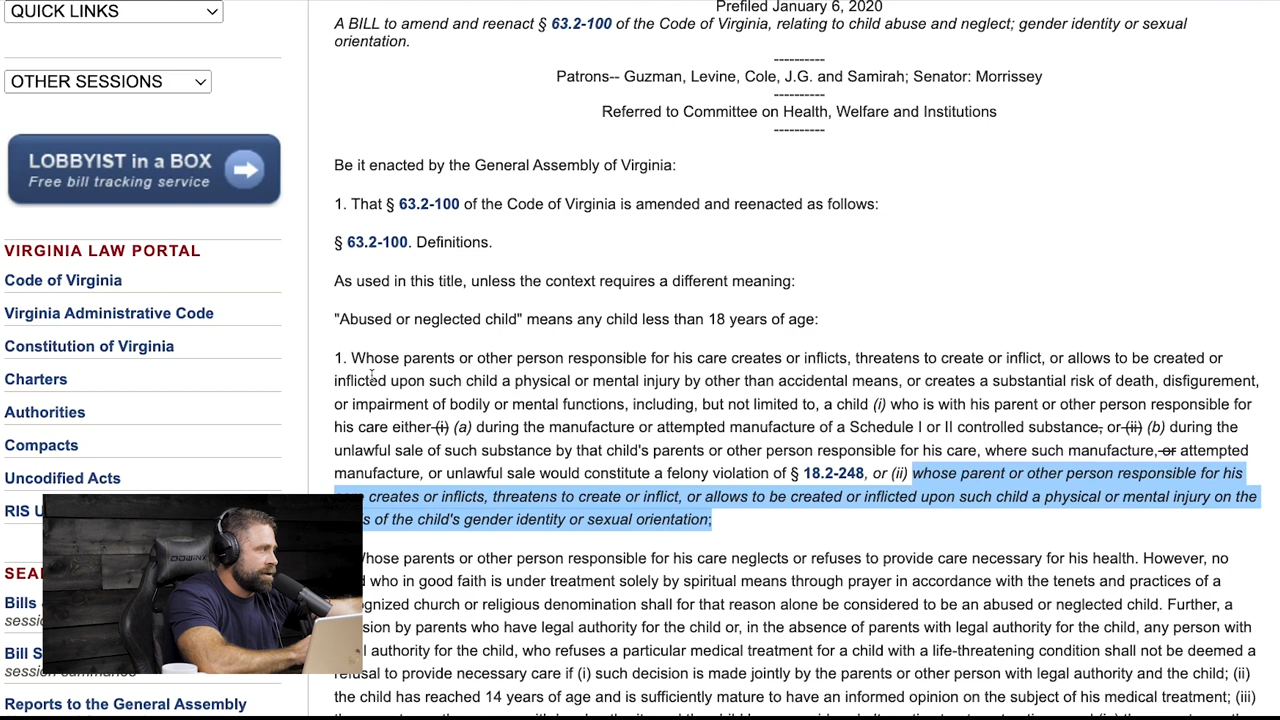 QUICK LINKS
OTHER SESSIONS
LOBBYIST in a BOX
Free bill tracking service
VIRGINIA LAW PORTAL
Code of Virginia
Virginia Administrative Code
Constitution of Virginia
Charters
Authorities
Compacts
Uncodified Acts
RIS
Bills
Bill
Reports to the General Assembly
Prefiled January 6, 2020
A BILL to amend and reenact § 63.2-100 of the Code of Virginia, relating to child abuse and neglect; gender identity or sexual
orientation.
----------
Patrons-- Guzman, Levine, Cole, J.G. and Samirah; Senator: Morrissey
----------
Referred to Committee on Health, Welfare and Institutions
----------
Be it enacted by the General Assembly of Virginia:
1. That § 63.2-100 of the Code of Virginia is amended and reenacted as follows:
§ 63.2-100. Definitions.
As used in this title, unless the context requires a different meaning:
"Abused or neglected child" means any child less than 18 years of age:
1. Whose parents or other person responsible for his care creates or inflicts, threatens to create or inflict, or allows to be created or
inflicted upon such child a physical or mental injury by other than accidental means, or creates a substantial risk of death, disfigurement,
or impairment of bodily or mental functions, including, but not limited to, a child (i) who is with his parent or other person responsible for
his care either (i) (a) during the manufacture or attempted manufacture of a Schedule I or II controlled substance, or (ii) (b) during the
unlawful sale of such substance by that child's parents or other person responsible for his care, where such manufacture, or attempted
manufacture, or unlawful sale would constitute a felony violation of § 18.2-248, or (ii) whose parent or other person responsible for his
creates or inflicts, threatens to create or inflict, or allows to be created or inflicted upon such child a physical or mental injury on the
of the child's gender identity or sexual orientation;
hose parents or other person responsible for his care neglects or refuses to provide care necessary for his health. However, no
who in good faith is under treatment solely by spiritual means through prayer in accordance with the tenets and practices of a
gnized church or religious denomination shall for that reason alone be considered to be an abused or neglected child. Further, a
sion by parents who have legal authority for the child or, in the absence of parents with legal authority for the child, any person with
authority for the child, who refuses a particular medical treatment for a child with a life-threatening condition shall not be deemed a
refusal to provide necessary care if (i) such decision is made jointly by the parents or other person with legal authority and the child; (ii)
the child has reached 14 years of age and is sufficiently mature to have an informed opinion on the subject of his medical treatment; (iii)